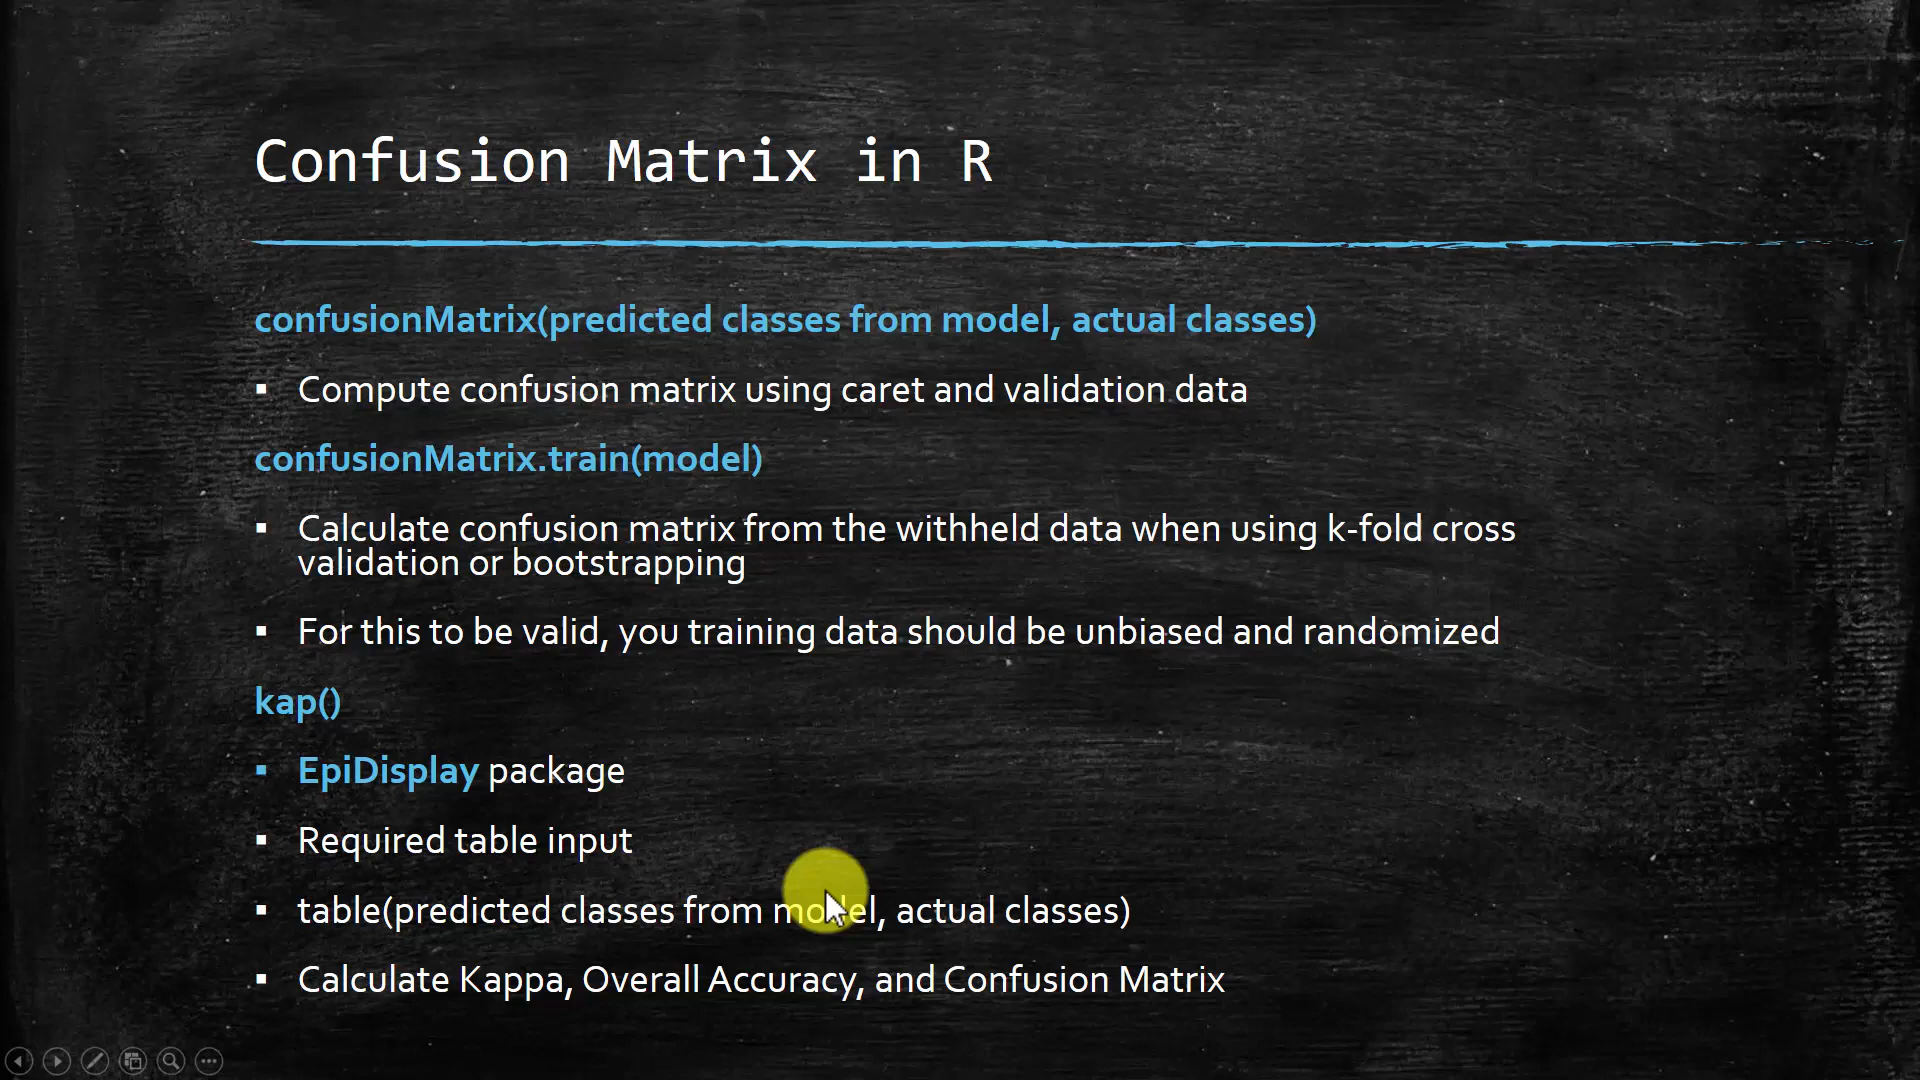 Confusion Matrix in R
confusionMatrix(predicted classes from model, actual classes)
▪ Compute confusion matrix using caret and validation data
confusionMatrix.train(model)
▪ Calculate confusion matrix from the withheld data when using k-fold cross
validation or bootstrapping
▪ For this to be valid, you training data should be unbiased and randomized
kap()
▪ EpiDisplay package
▪ Required table input
▪ table(predicted classes from model, actual classes)
▪ Calculate Kappa, Overall Accuracy, and Confusion Matrix